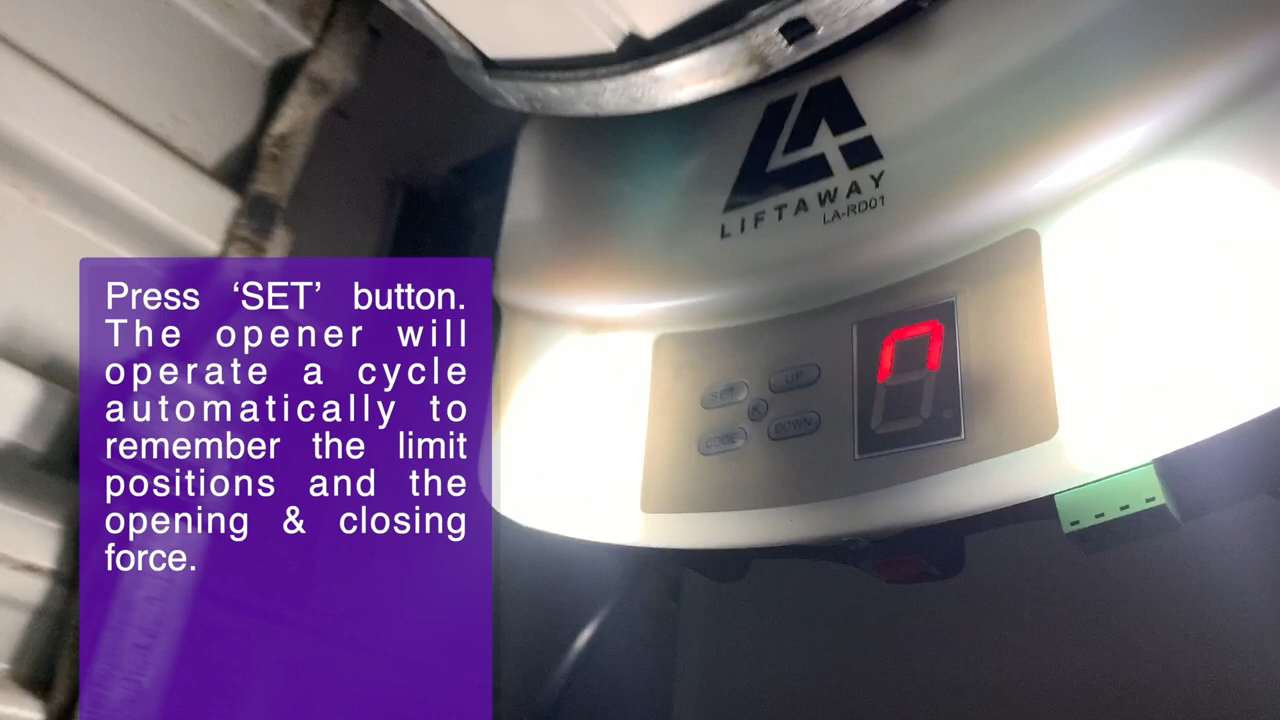 Press ‘SET’ button.
The opener will
operate a cycle
automatically to
remember the limit
positions and the
opening & closing
force.
LA
LIFTAWAY
LA-RD01
SET
UP
K
CODE
DOWN